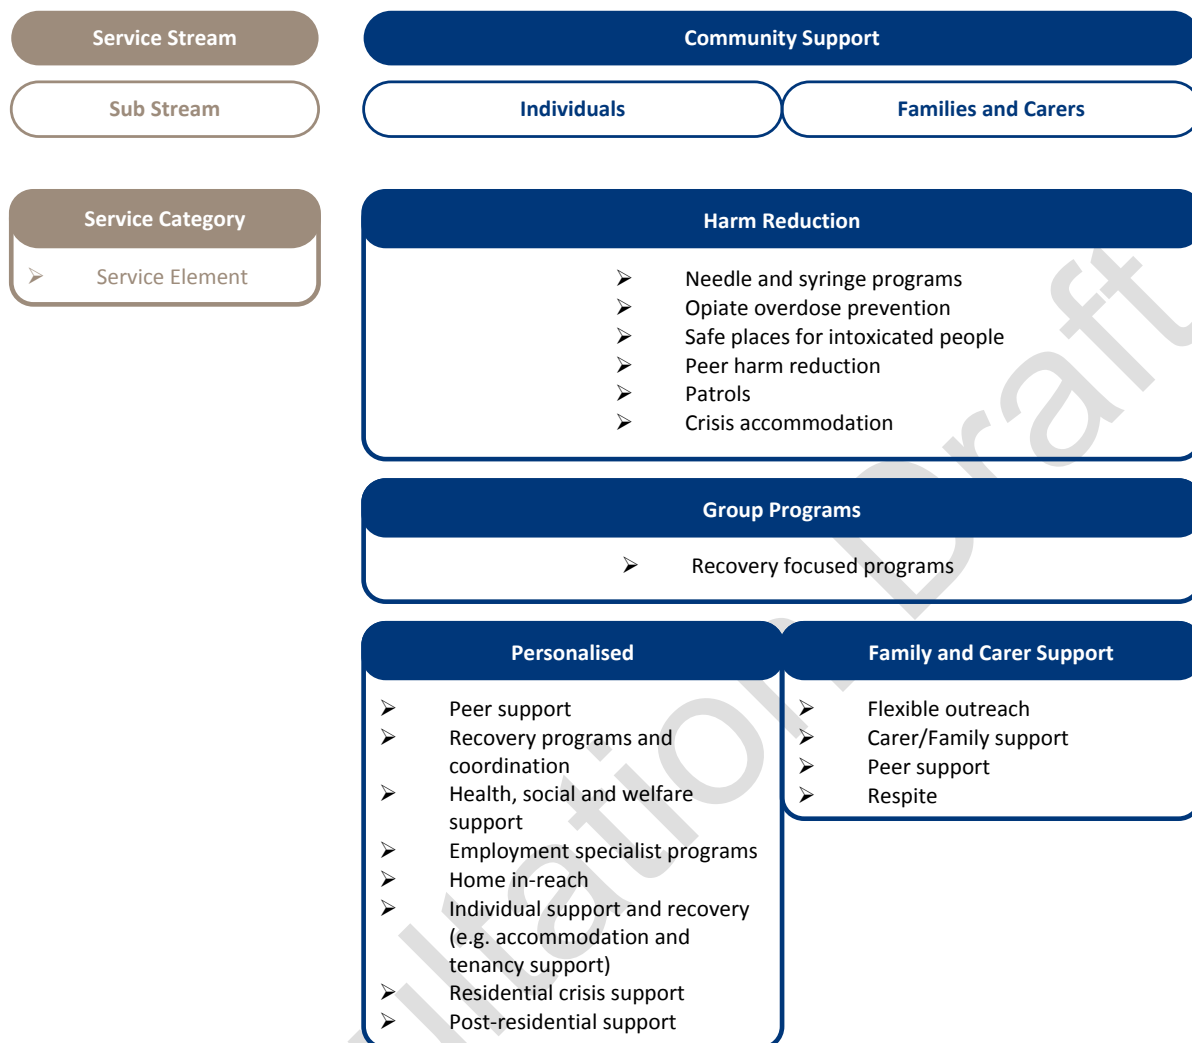 Service Stream
Community Support
Sub Stream
Individuals
Families and Carers
Service Category
➢ Service Element
Harm Reduction
➢ Needle and syringe programs
➢ Opiate overdose prevention
➢ Safe places for intoxicated people
➢ Peer harm reduction
➢ Patrols
➢ Crisis accommodation
Group Programs
➢ Recovery focused programs
Personalised
➢ Peer support
➢ Recovery programs and
coordination
➢ Health, social and welfare
support
➢ Employment specialist programs
➢ Home in-reach
➢ Individual support and recovery
(e.g. accommodation and
tenancy support)
➢ Residential crisis support
➢ Post-residential support
Family and Carer Support
➢ Flexible outreach
➢ Carer/Family support
➢ Peer support
➢ Respite
ultation Draft